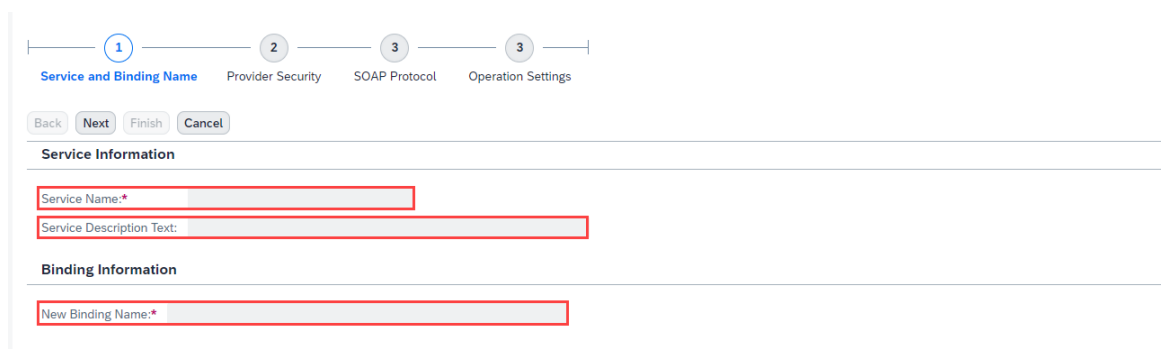 1 2 3 3
Service and Binding Name Provider Security SOAP Protocol Operation Settings
Back Next Finish Cancel
Service Information
Service Name:*
Service Description Text:
Binding Information
New Binding Name:*